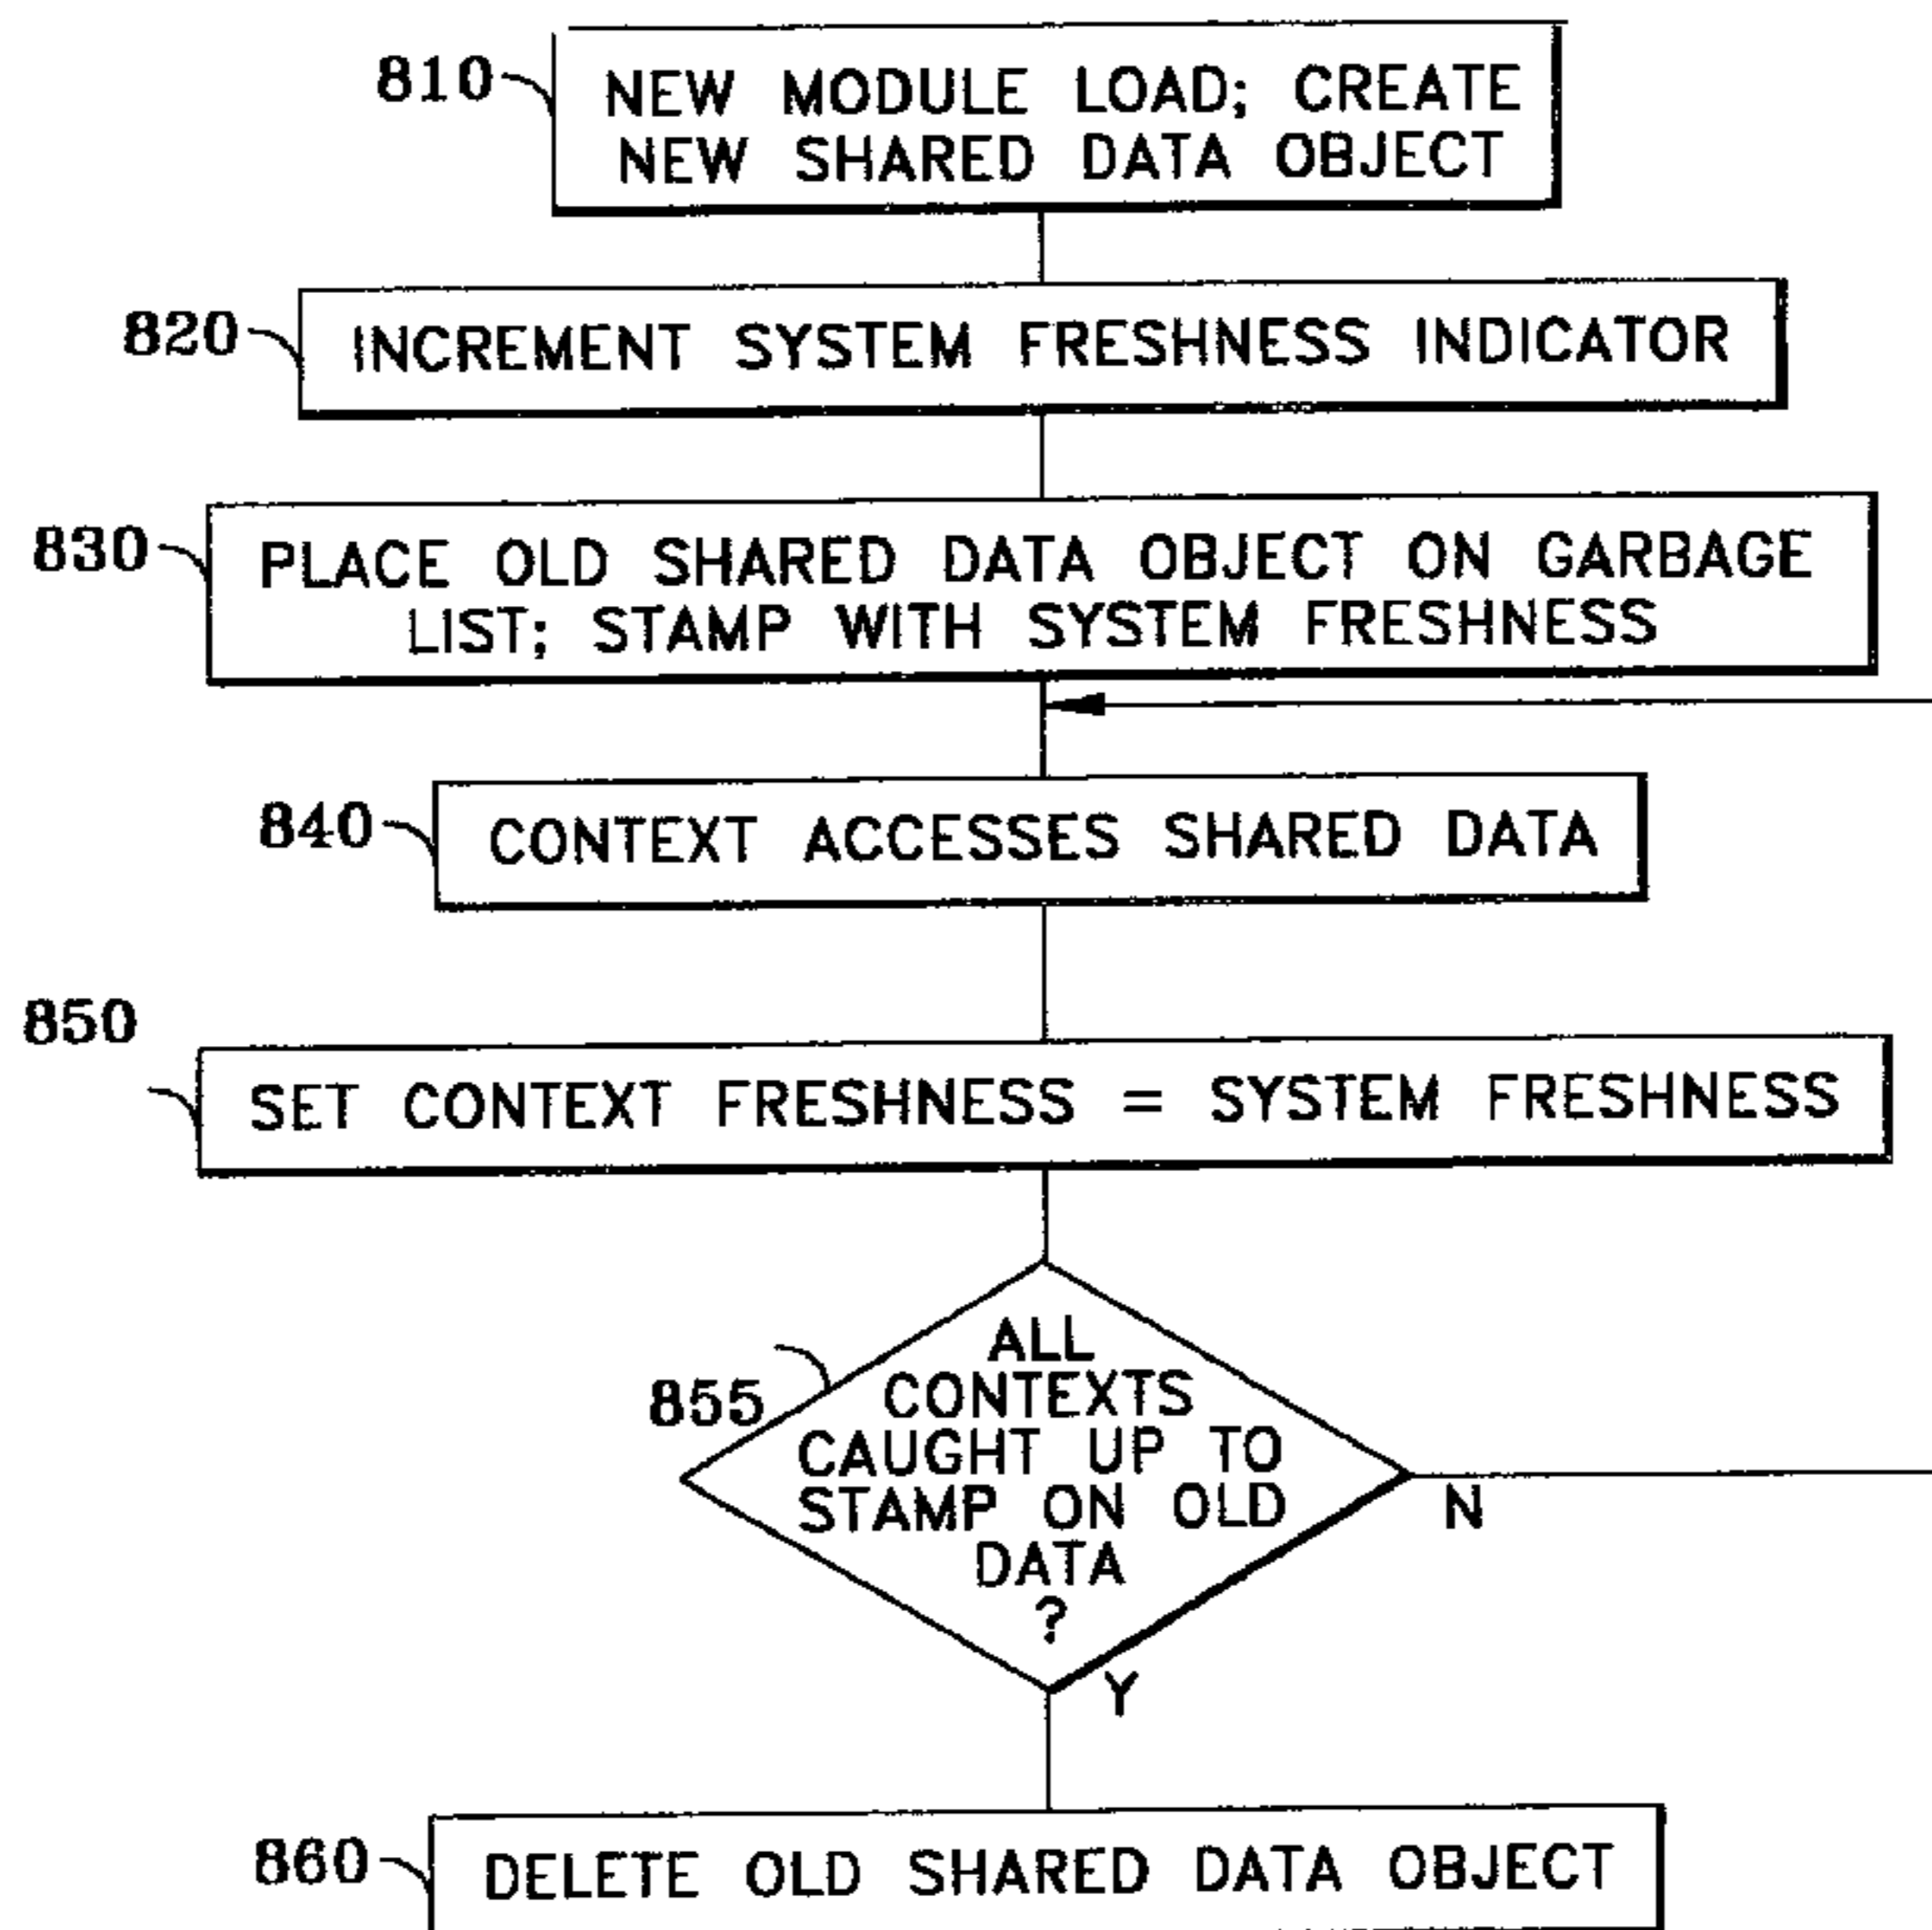 810
NEW MODULE LOAD; CREATE
NEW SHARED DATA OBJECT
820
INCREMENT SYSTEM FRESHNESS INDICATOR
830
PLACE OLD SHARED DATA OBJECT ON GARBAGE
LIST; STAMP WITH SYSTEM FRESHNESS
840
CONTEXT ACCESSES SHARED DATA
850
SET CONTEXT FRESHNESS = SYSTEM FRESHNESS
855
ALL
CONTEXTS
CAUGHT UP TO
STAMP ON OLD
DATA
?
N
Y
860
DELETE OLD SHARED DATA OBJECT